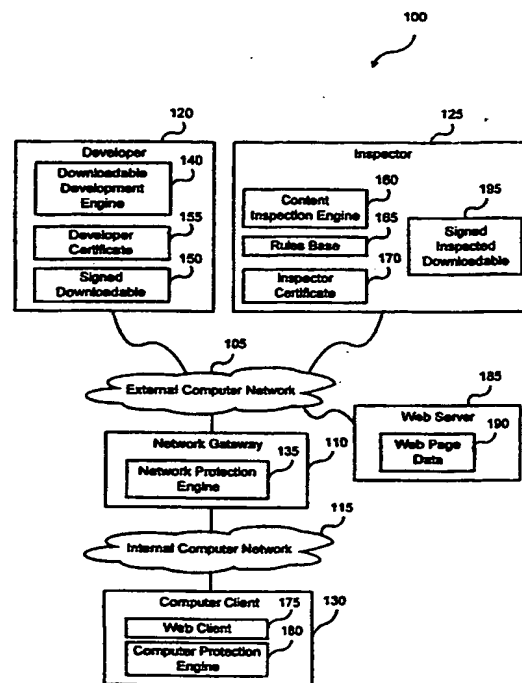 100
120
Developer
Downloadable
Development
Engine
140
Developer
Certificate
155
Signed
Downloadable
150
125
Inspector
Content
Inspection Engine
160
Rules Base
165
Inspector
Certificate
170
195
Signed
Inspected
Downloadable
105
External Computer Network
185
Web Server
Web Page
Data
190
Network Gateway
Network Protection
Engine
135
110
115
Internal Computer Network
Computer Client
175
130
Web Client
Computer Protection
Engine
180